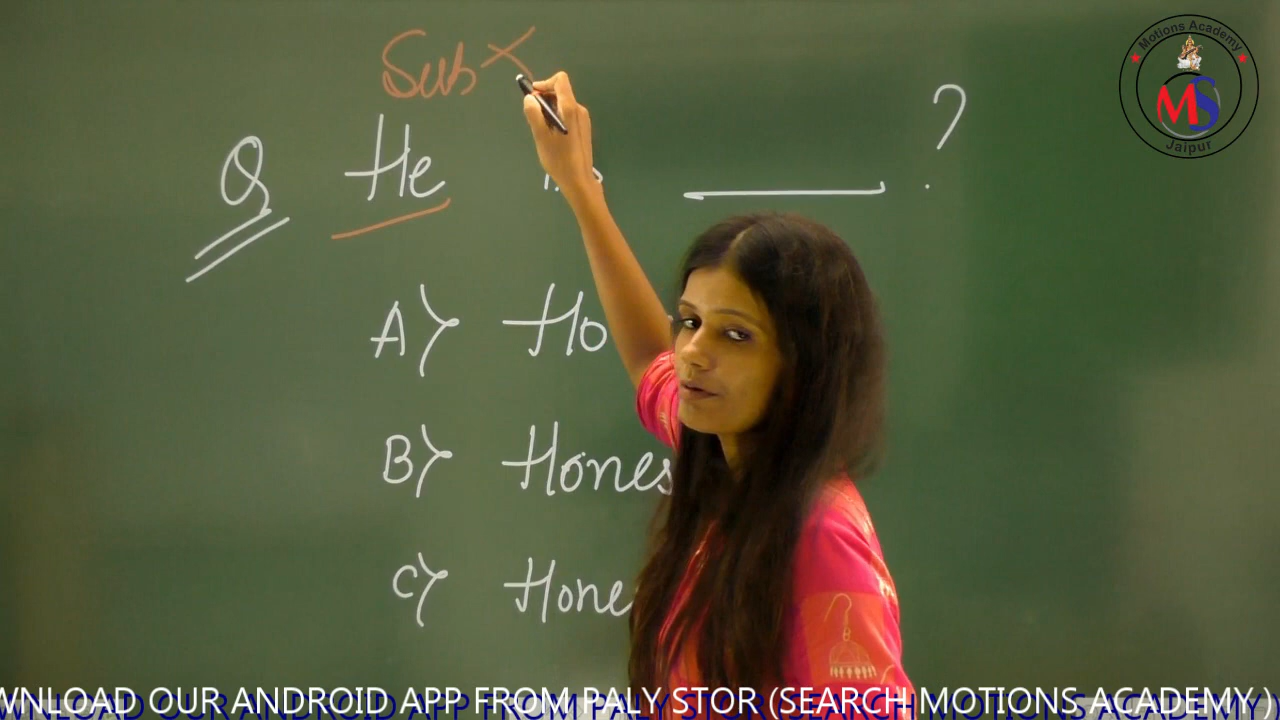 Sub
Q He ?
A) Ho
B) Hones
C) Hone
Motions Academy
MS
Jaipur
WNLOAD OUR ANDROID APP FROM PALY STOR (SEARCH MOTIONS ACADEMY )